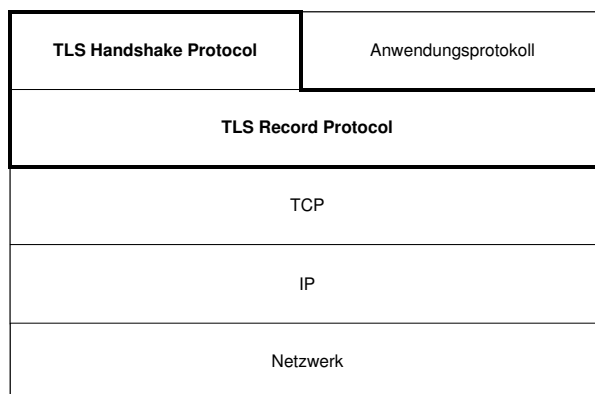 TLS Handshake Protocol
Anwendungsprotokoll
TLS Record Protocol
TCP
IP
Netzwerk